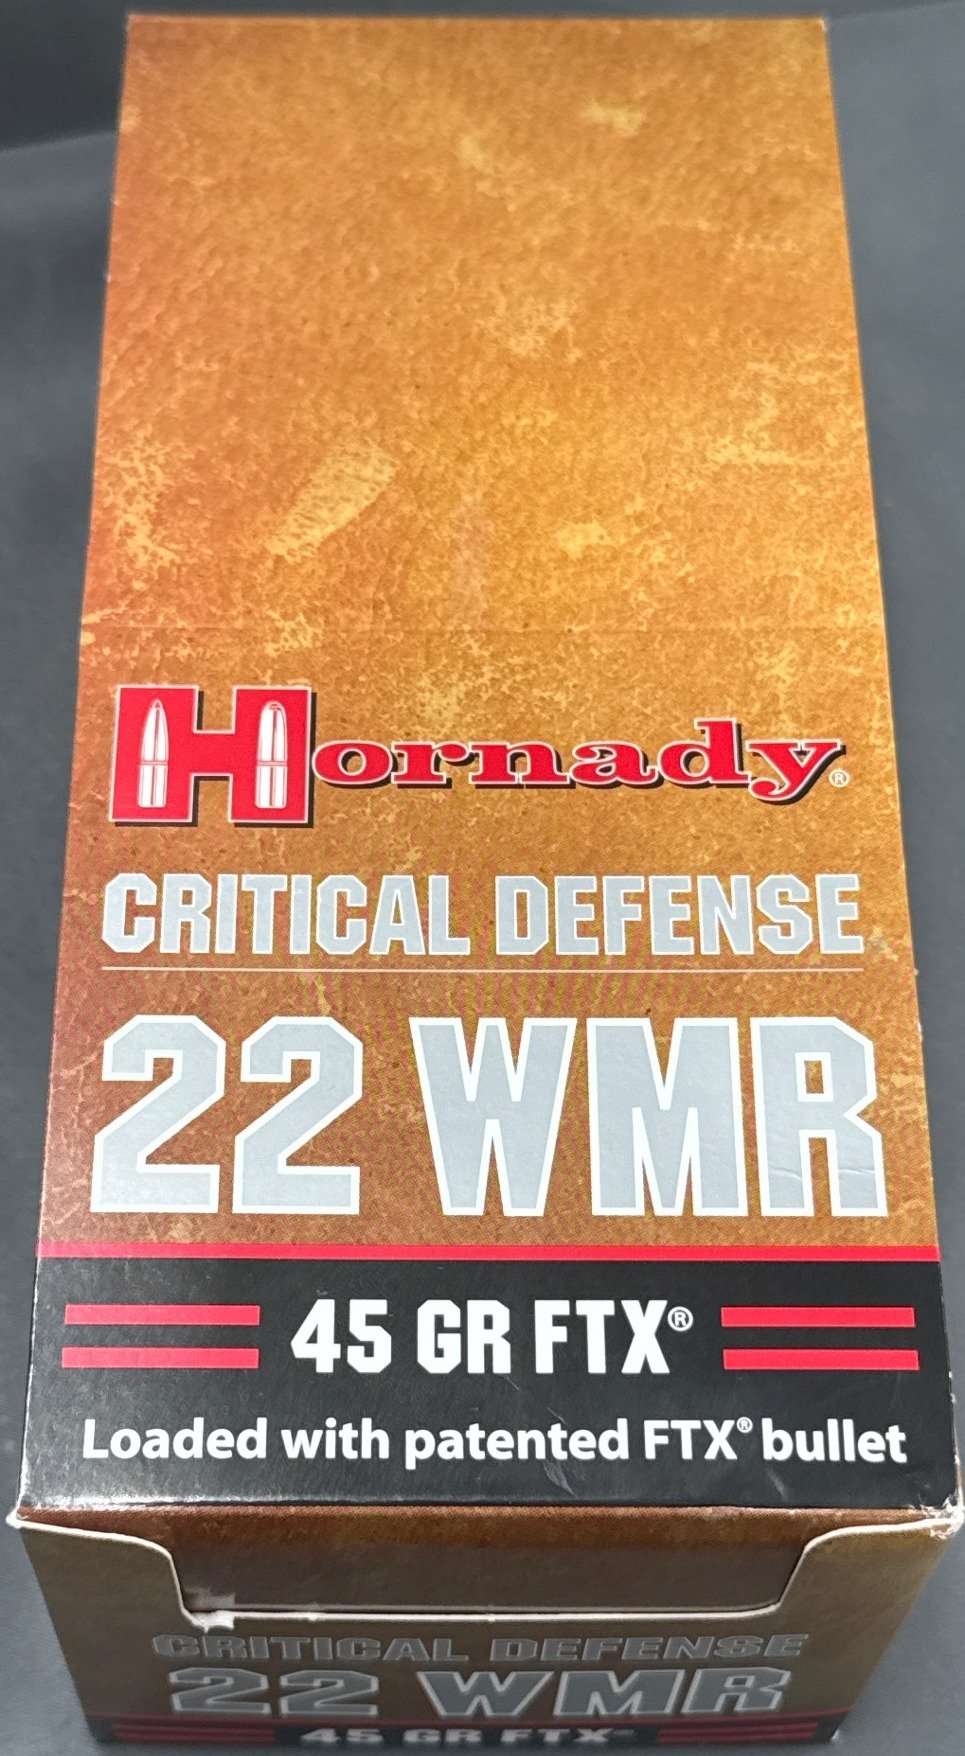 Hornady®
CRITICAL DEFENSE
22 WMR
45 GR FTX®
Loaded with patented FTX® bullet
CRITICAL DEFENSE
22 WMR
45 GR FTX®